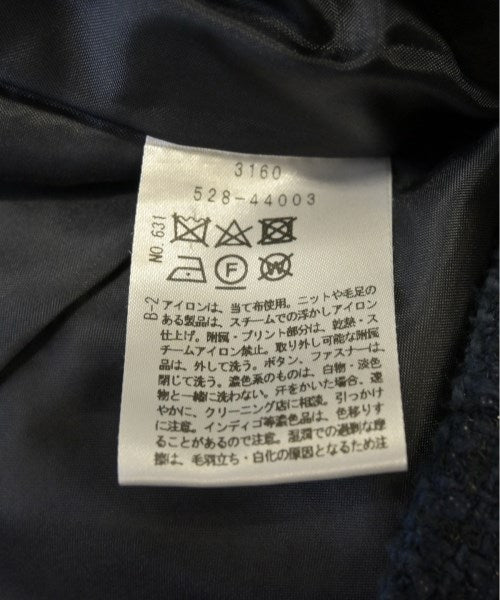 3160
528-44003
NO.631
F W
B-2
アイロンは、当て布使用。ニットや毛足の
ある製品は、スチームでの浮かしアイロン
仕上げ。附属・プリント部分は、乾熱・ス
チームアイロン禁止。取り外し可能な附属
品は、外して洗う。ボタン、ファスナーは、
閉じて洗う。濃色系のものは、白物・淡色
物と一緒に洗わない。汗をかいた場合、速
やかに、クリーニング店に相談。引っかけ
に注意。インディゴ等濃色品は、色移りす
ることがあるので注意。湿潤での過剰な摩
擦は、毛羽立ち・白化の原因となるため注